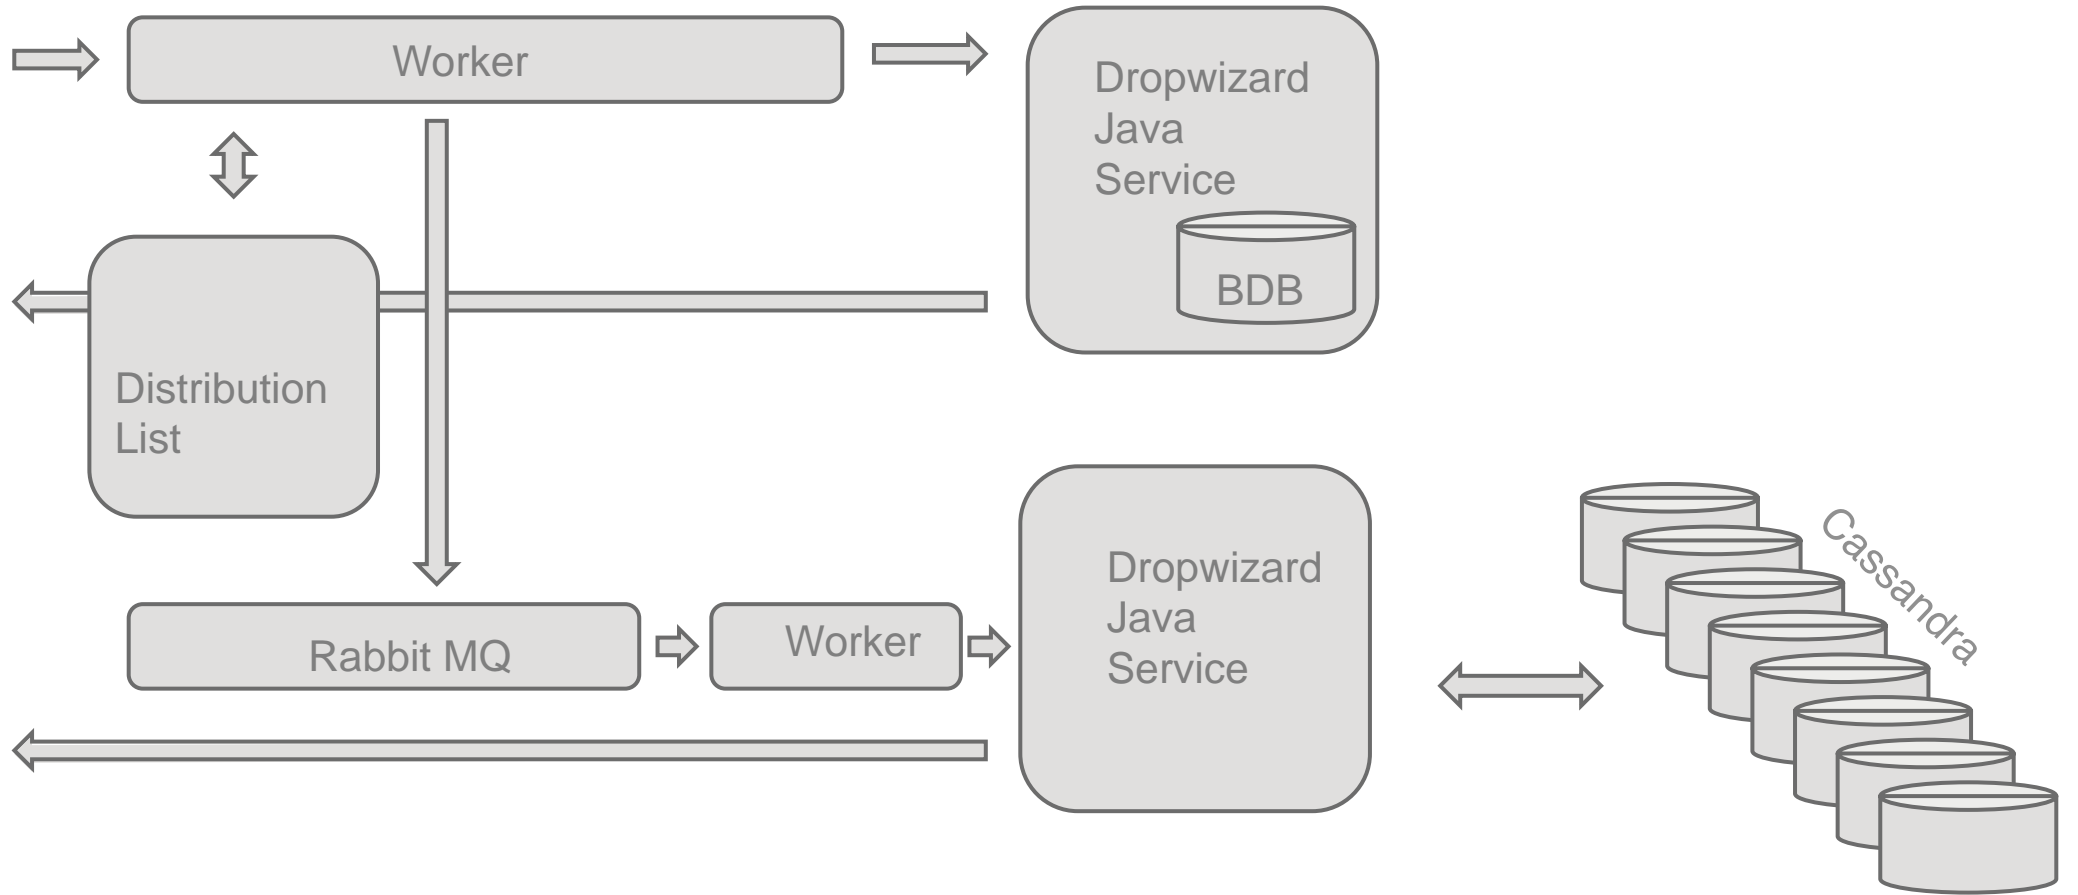 Worker
Dropwizard
Java
Service
BDB
Distribution
List
Rabbit MQ
Worker
Dropwizard
Java
Service
Cassandra